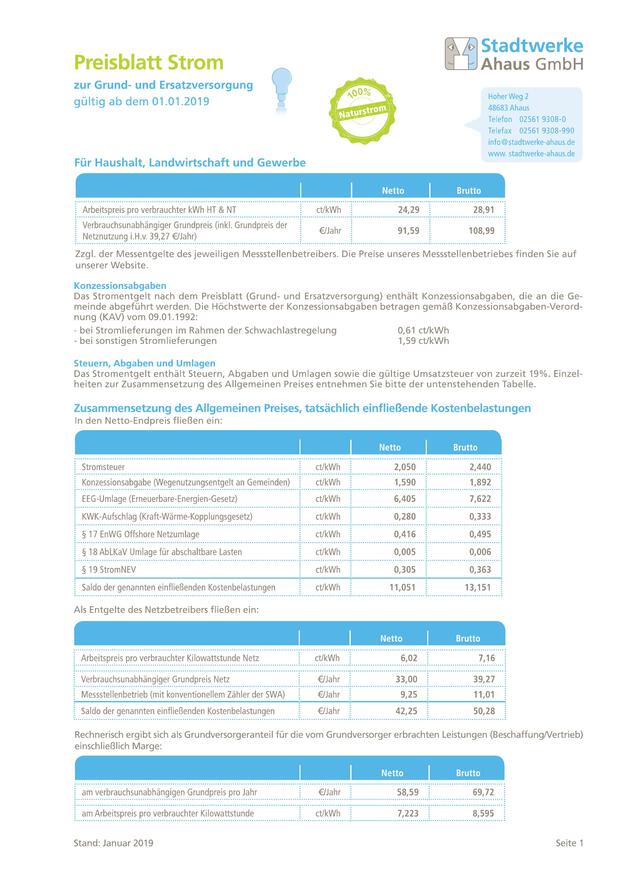 Preisblatt Strom
zur Grund- und Ersatzversorgung
gültig ab dem 01.01.2019
100%
Naturstrom
Stadtwerke
Ahaus GmbH
Hoher Weg 2
48683 Ahaus
Telefon 02561 9308-0
Telefax 02561 9308-990
info@stadtwerke-ahaus.de
www. stadtwerke-ahaus.de
Für Haushalt, Landwirtschaft und Gewerbe
Netto Brutto
Arbeitspreis pro verbrauchter kWh HT & NT ct/kWh 24,29 28,91
Verbrauchsunabhängiger Grundpreis (inkl. Grundpreis der
Netznutzung i.H.v. 39,27 €/Jahr) €/Jahr 91,59 108,99
Zzgl. der Messentgelte des jeweiligen Messstellenbetreibers. Die Preise unseres Messstellenbetriebes finden Sie auf
unserer Website.
Konzessionsabgaben
Das Stromentgelt nach dem Preisblatt (Grund- und Ersatzversorgung) enthält Konzessionsabgaben, die an die Ge-
meinde abgeführt werden. Die Höchstwerte der Konzessionsabgaben betragen gemäß Konzessionsabgaben-Verord-
nung (KAV) vom 09.01.1992:
- bei Stromlieferungen im Rahmen der Schwachlastregelung 0,61 ct/kWh
- bei sonstigen Stromlieferungen 1,59 ct/kWh
Steuern, Abgaben und Umlagen
Das Stromentgelt enthält Steuern, Abgaben und Umlagen sowie die gültige Umsatzsteuer von zurzeit 19%. Einzel-
heiten zur Zusammensetzung des Allgemeinen Preises entnehmen Sie bitte der untenstehenden Tabelle.
Zusammensetzung des Allgemeinen Preises, tatsächlich einfließende Kostenbelastungen
In den Netto-Endpreis fließen ein:
Netto Brutto
Stromsteuer ct/kWh 2,050 2,440
Konzessionsabgabe (Wegenutzungsentgelt an Gemeinden) ct/kWh 1,590 1,892
EEG-Umlage (Erneuerbare-Energien-Gesetz) ct/kWh 6,405 7,622
KWK-Aufschlag (Kraft-Wärme-Kopplungsgesetz) ct/kWh 0,280 0,333
§ 17 EnWG Offshore Netzumlage ct/kWh 0,416 0,495
§ 18 AbLKaV Umlage für abschaltbare Lasten ct/kWh 0,005 0,006
§ 19 StromNEV ct/kWh 0,305 0,363
Saldo der genannten einfließenden Kostenbelastungen ct/kWh 11,051 13,151
Als Entgelte des Netzbetreibers fließen ein:
Netto Brutto
Arbeitspreis pro verbrauchter Kilowattstunde Netz ct/kWh 6,02 7,16
Verbrauchsunabhängiger Grundpreis Netz €/Jahr 33,00 39,27
Messstellenbetrieb (mit konventionellem Zähler der SWA) €/Jahr 9,25 11,01
Saldo der genannten einfließenden Kostenbelastungen €/Jahr 42,25 50,28
Rechnerisch ergibt sich als Grundversorgeranteil für die vom Grundversorger erbrachten Leistungen (Beschaffung/Vertrieb)
einschließlich Marge:
Netto Brutto
am verbrauchsunabhängigen Grundpreis pro Jahr €/Jahr 58,59 69,72
am Arbeitspreis pro verbrauchter Kilowattstunde ct/kWh 7,223 8,595
Stand: Januar 2019 Seite 1